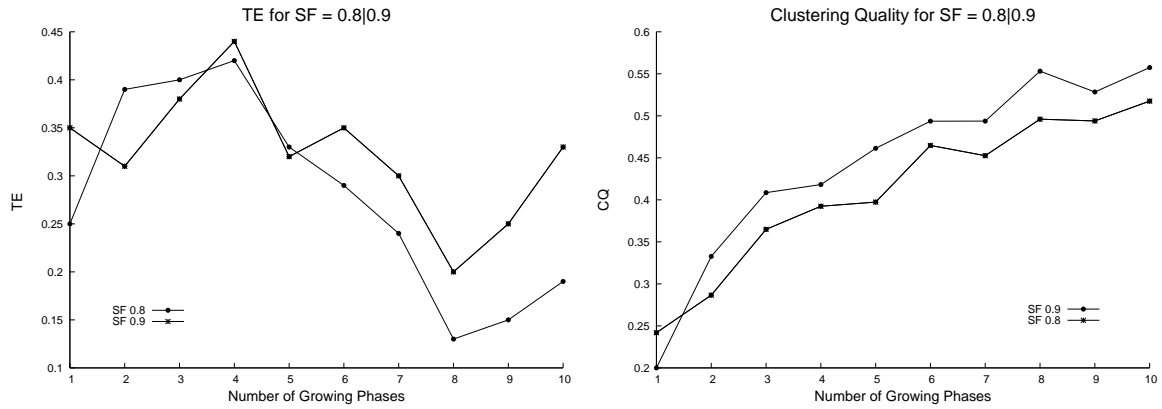 TE for SF = 0.8|0.9
0.45
0.4
0.35
0.3
0.25
0.2
0.15
0.1
TE
SF 0.8
SF 0.9
1 2 3 4 5 6 7 8 9 10
Number of Growing Phases
Clustering Quality for SF = 0.8|0.9
0.6
0.55
0.5
0.45
0.4
0.35
0.3
0.25
0.2
CQ
SF 0.9
SF 0.8
1 2 3 4 5 6 7 8 9 10
Number of Growing Phases